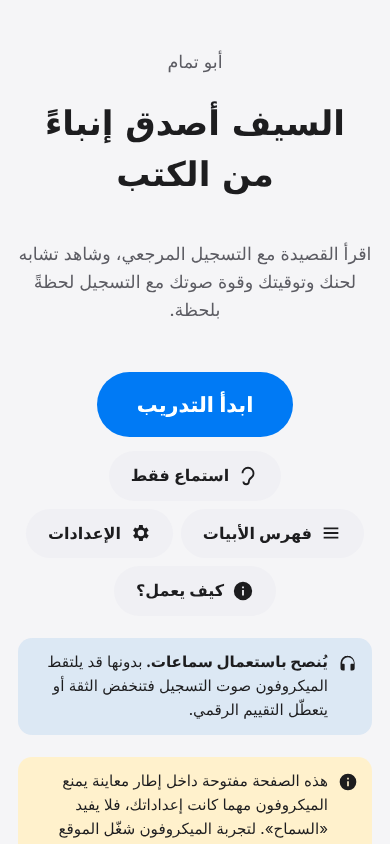 أبو تمام
السيف أصدق إنباءً
من الكتب
اقرأ القصيدة مع التسجيل المرجعي، وشاهد تشابه
لحنك وتوقيتك وقوة صوتك مع التسجيل لحظةً
بلحظة.
ابدأ التدريب
استماع فقط
فهرس الأبيات
الإعدادات
كيف يعمل؟
يُنصح باستعمال سماعات. بدونها قد يلتقط
الميكروفون صوت التسجيل فتنخفض الثقة أو
يتعطّل التقييم الرقمي.
هذه الصفحة مفتوحة داخل إطار معاينة يمنع
الميكروفون مهما كانت إعداداتك، فلا يفيد
«السماح». لتجربة الميكروفون شغّل الموقع